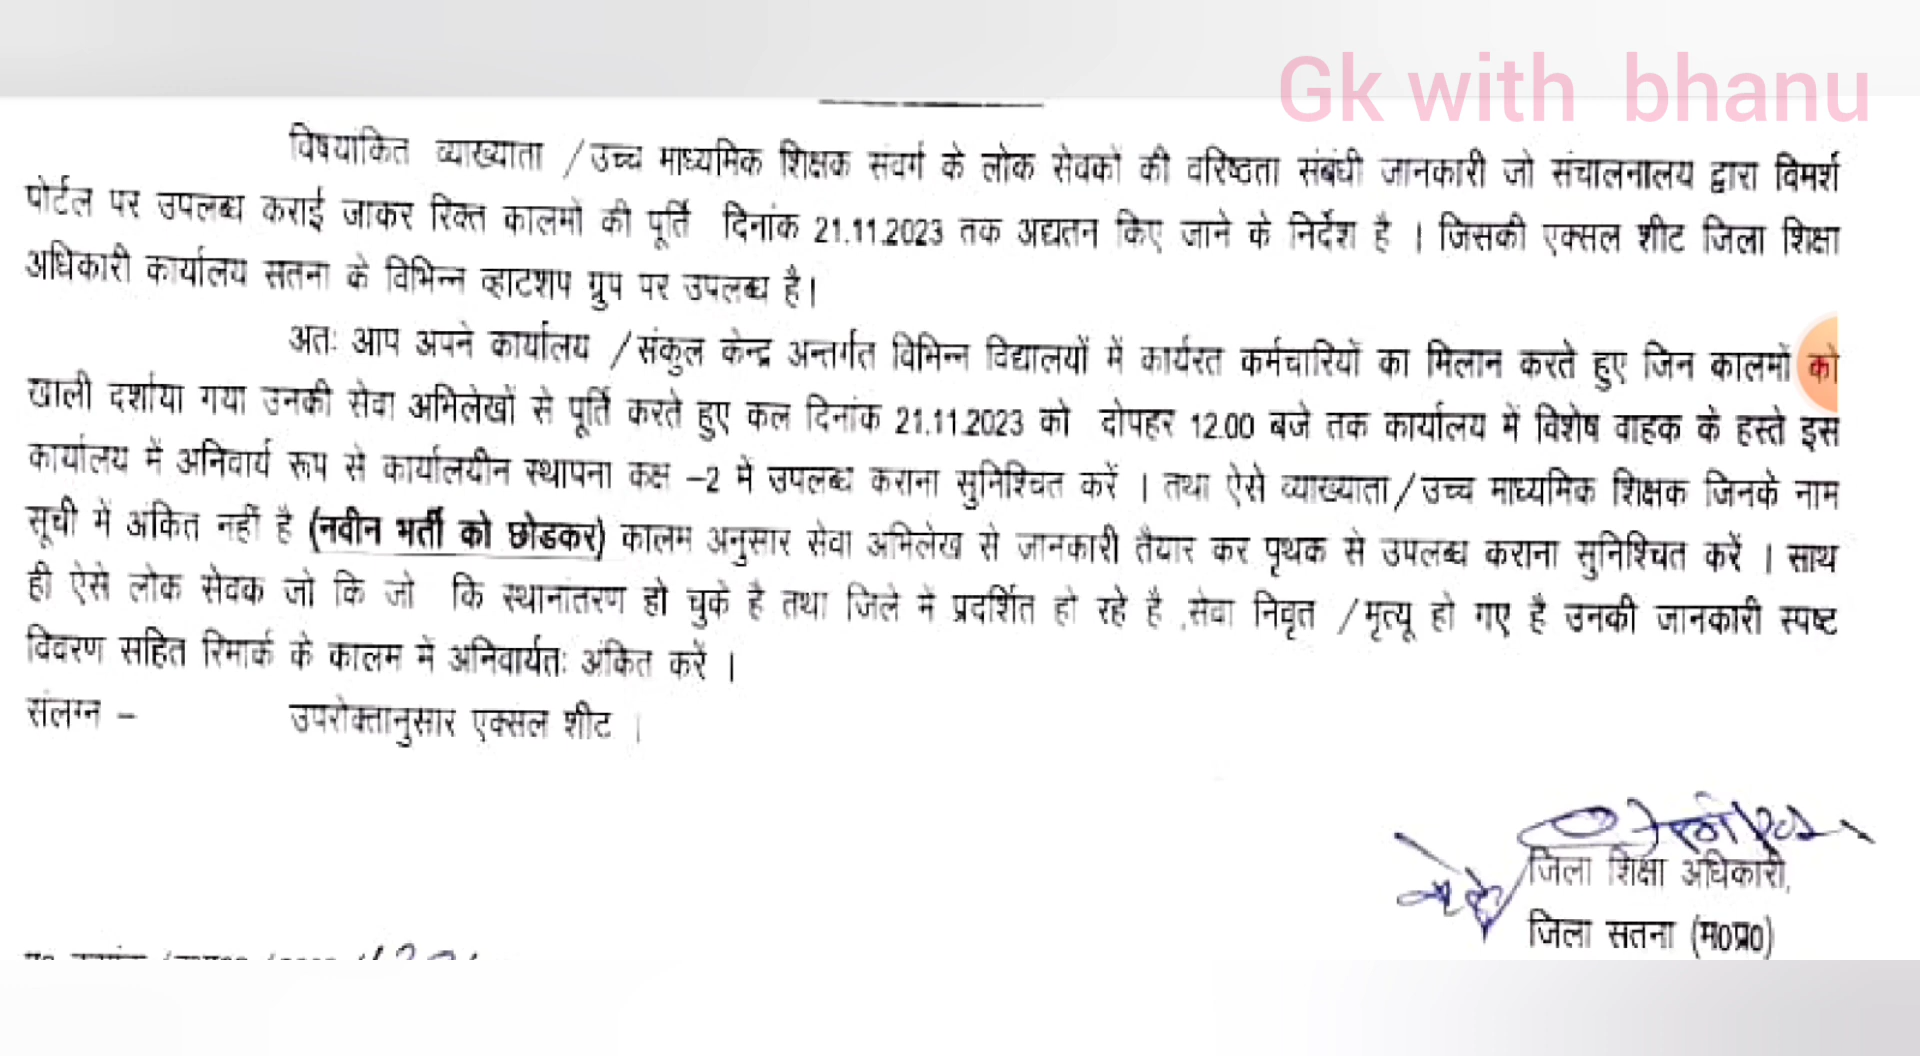 Gk with bhanu
विषयांकित व्याख्याता /उच्च माध्यमिक शिक्षक संवर्ग के लोक सेवकों की वरिष्ठता संबंधी जानकारी जो संचालनालय द्वारा विमर्श
पोर्टल पर उपलब्ध कराई जाकर रिक्त कालमों की पूर्ति दिनांक 21.11.2023 तक अद्यतन किए जाने के निर्देश है । जिसकी एक्सल शीट जिला शिक्षा
अधिकारी कार्यालय सतना के विभिन्न व्हाटशप ग्रुप पर उपलब्ध है।
अतः आप अपने कार्यालय /संकुल केन्द्र अन्तर्गत विभिन्न विद्यालयों में कार्यरत कर्मचारियों का मिलान करते हुए जिन कालमों को
खाली दर्शाया गया उनकी सेवा अभिलेखों से पूर्ति करते हुए कल दिनांक 21.11.2023 को दोपहर 12.00 बजे तक कार्यालय में विशेष वाहक के हस्ते इस
कार्यालय में अनिवार्य रूप से कार्यालयीन स्थापना कक्ष -2 में उपलब्ध कराना सुनिश्चित करें । तथा ऐसे व्याख्याता/उच्च माध्यमिक शिक्षक जिनके नाम
सूची में अंकित नहीं है (नवीन भर्ती को छोडकर) कालम अनुसार सेवा अभिलेख से जानकारी तैयार कर पृथक से उपलब्ध कराना सुनिश्चित करें । साथ
ही ऐसे लोक सेवक जो कि जो कि स्थानांतरण हो चुके है तथा जिले में प्रदर्शित हो रहे है ,सेवा निवृत /मृत्यू हो गए है उनकी जानकारी स्पष्ट
विवरण सहित रिमार्क के कालम में अनिवार्यतः अंकित करें ।
संलग्न - उपरोक्तानुसार एक्सल शीट ।
जिला शिक्षा अधिकारी,
जिला सतना (म0प्र0)